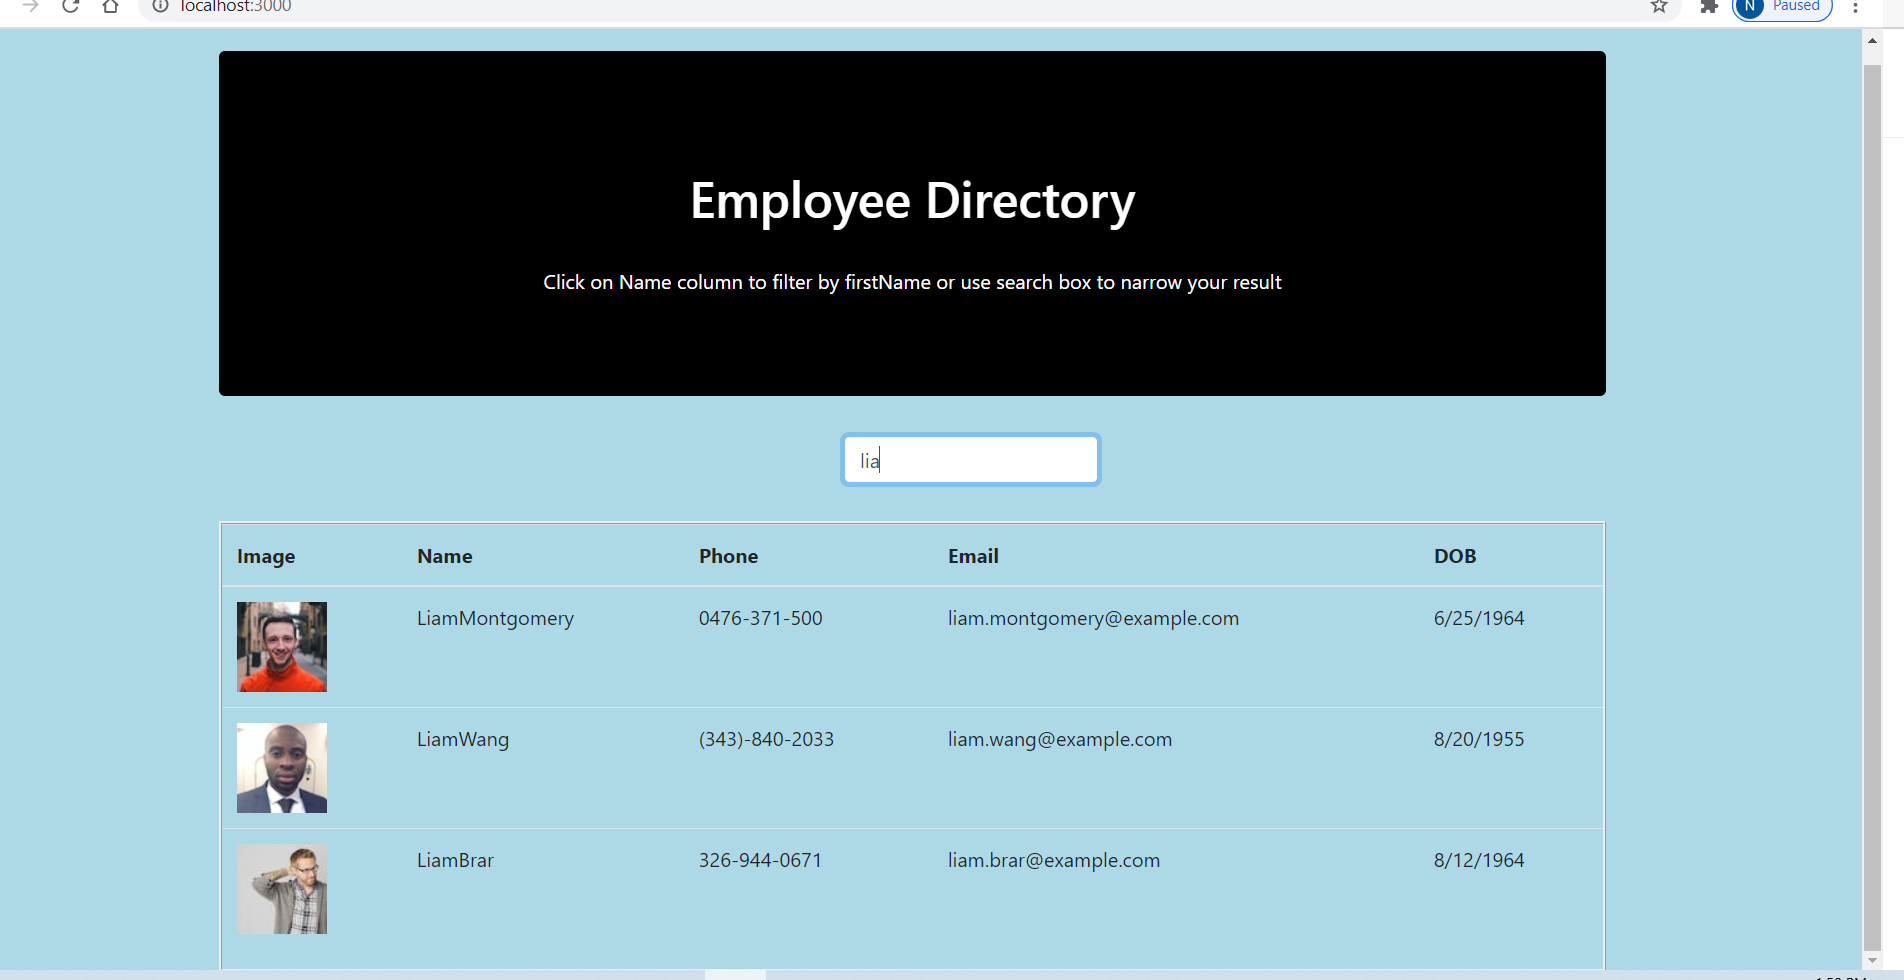 localhost:3000
N Paused
Employee Directory
Click on Name column to filter by firstName or use search box to narrow your result
lia
Image Name Phone Email DOB
LiamMontgomery 0476-371-500 liam.montgomery@example.com 6/25/1964
LiamWang (343)-840-2033 liam.wang@example.com 8/20/1955
LiamBrar 326-944-0671 liam.brar@example.com 8/12/1964